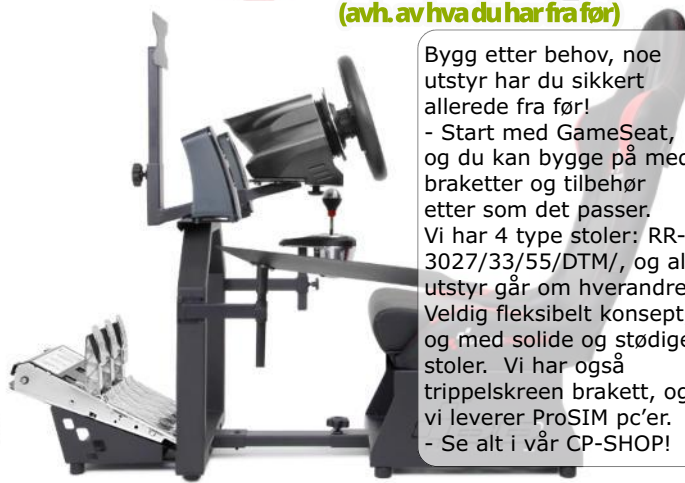 (avh. av hva du har fra før)
Bygg etter behov, noe
utstyr har du sikkert
allerede fra før!
- Start med GameSeat,
og du kan bygge på med
braketter og tilbehør
etter som det passer.
Vi har 4 type stoler: RR-
3027/33/55/DTM/, og al
utstyr går om hverandre
Veldig fleksibelt konsept
og med solide og stødige
stoler. Vi har også
trippelskreen brakett, og
vi leverer ProSIM pc'er.
- Se alt i vår CP-SHOP!